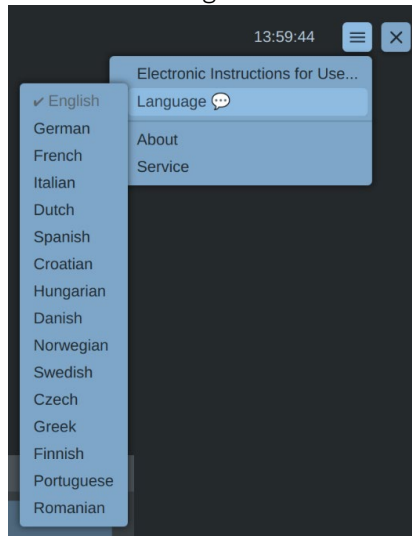 13:59:44
Electronic Instructions for Use...
Language 💬
About
Service
✔ English
German
French
Italian
Dutch
Spanish
Croatian
Hungarian
Danish
Norwegian
Swedish
Czech
Greek
Finnish
Portuguese
Romanian